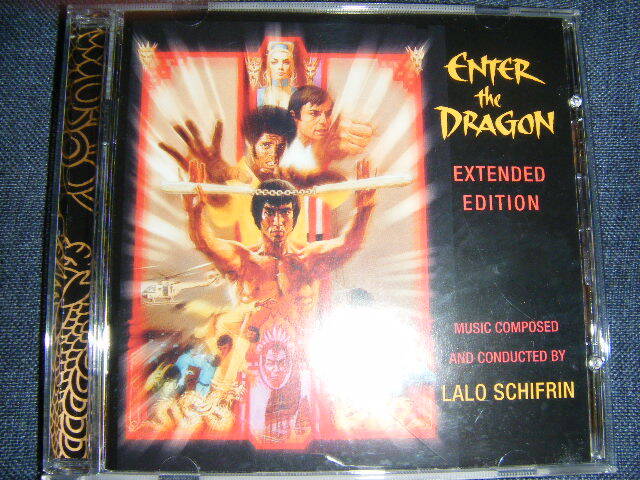 ENTER
the
DRAGON
EXTENDED
EDITION
MUSIC COMPOSED
AND CONDUCTED BY
LALO SCHIFRIN